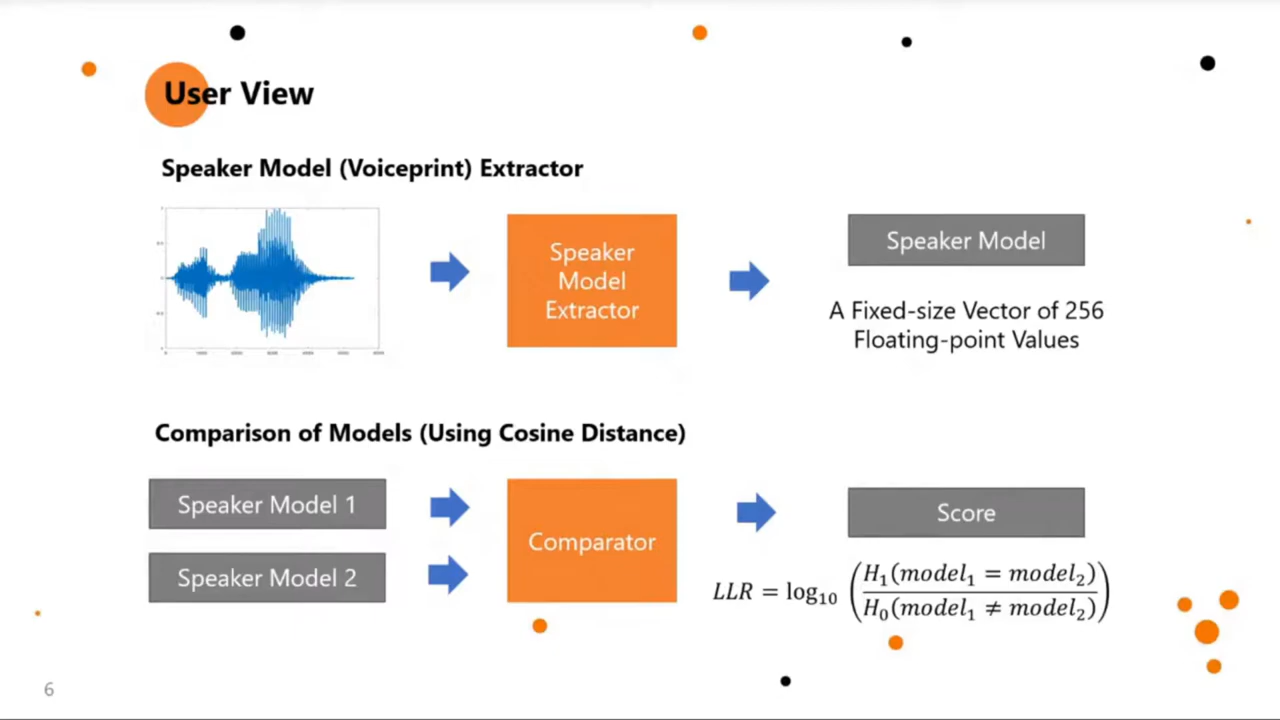 User View
Speaker Model (Voiceprint) Extractor
Speaker
Model
Extractor
Speaker Model
A Fixed-size Vector of 256
Floating-point Values
Comparison of Models (Using Cosine Distance)
Speaker Model 1
Speaker Model 2
Comparator
Score
LLR = log₁₀ (H₁(model₁ = model₂) / H₀(model₁ ≠ model₂))
6